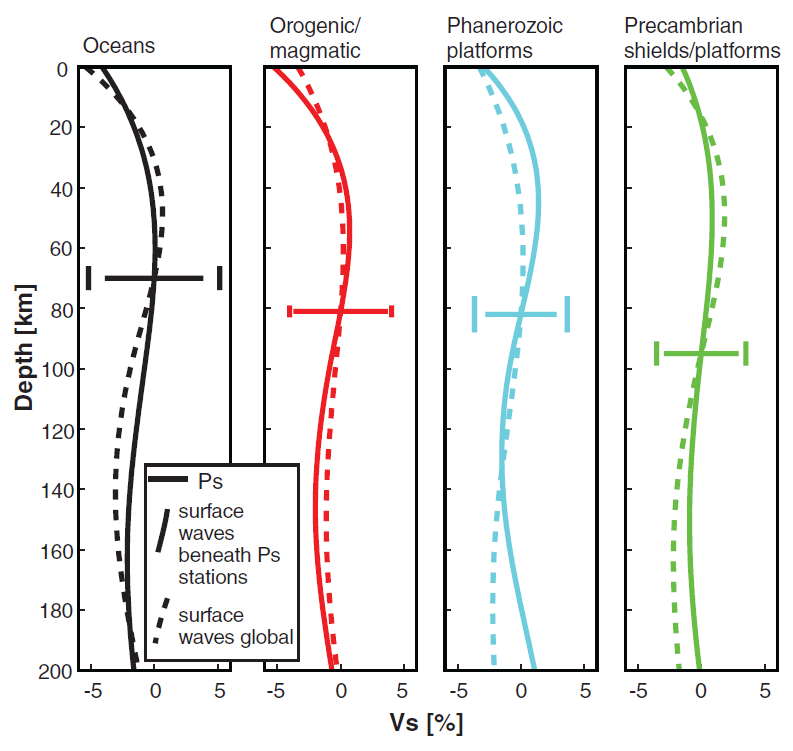 Oceans
Orogenic/
magmatic
Phanerozoic
platforms
Precambrian
shields/platforms
0
20
40
60
80
100
120
140
160
180
200
Depth [km]
Ps
surface
waves
beneath Ps
stations
surface
waves global
-5 0 5
-5 0 5
-5 0 5
-5 0 5
Vs [%]